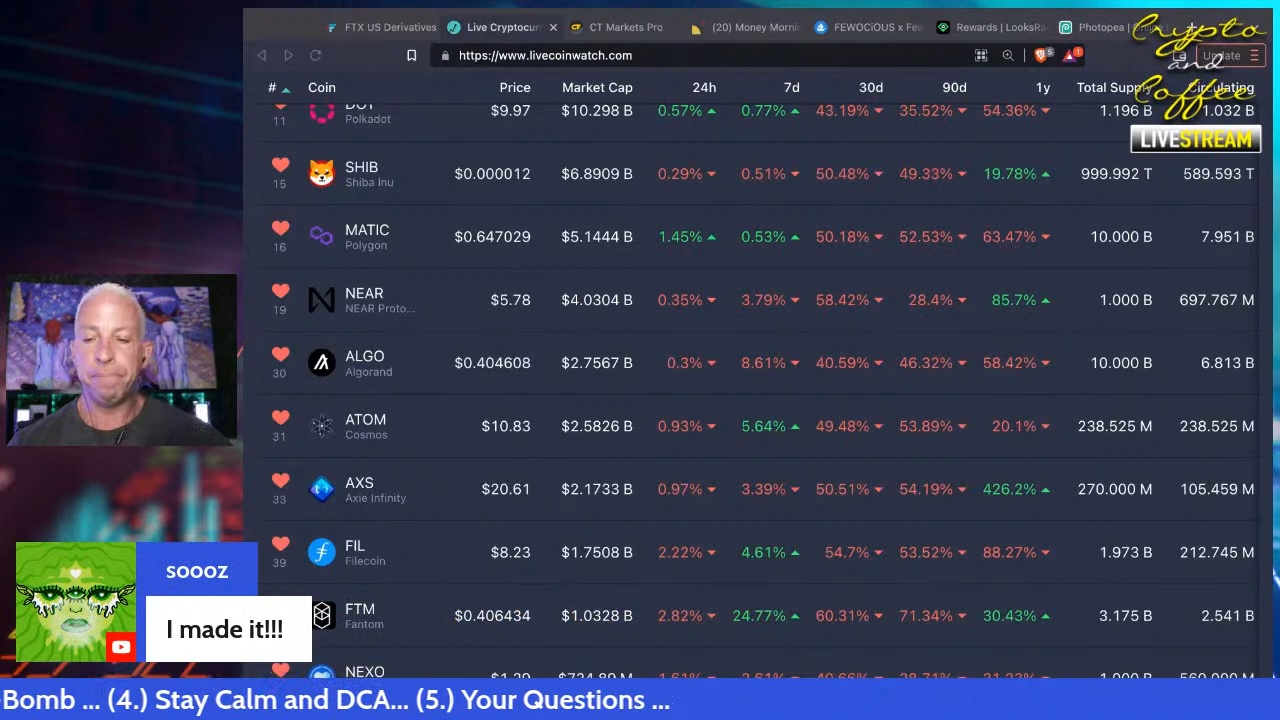 FTX US Derivatives
Live Cryptocurr
CT Markets Pro
(20) Money Morni
FEWOCiOUS x Few
Rewards | LooksRa
Photopea | Onlin
https://www.livecoinwatch.com
5
1
Update
Crypto
and
Coffee
LIVESTREAM
# Coin Price Market Cap 24h 7d 30d 90d 1y Total Supply Circulating
11 DOT Polkadot $9.97 $10.298 B 0.57% 0.77% 43.19% 35.52% 54.36% 1.196 B 1.032 B
15 SHIB Shiba Inu $0.000012 $6.8909 B 0.29% 0.51% 50.48% 49.33% 19.78% 999.992 T 589.593 T
16 MATIC Polygon $0.647029 $5.1444 B 1.45% 0.53% 50.18% 52.53% 63.47% 10.000 B 7.951 B
19 NEAR NEAR Proto... $5.78 $4.0304 B 0.35% 3.79% 58.42% 28.4% 85.7% 1.000 B 697.767 M
30 ALGO Algorand $0.404608 $2.7567 B 0.3% 8.61% 40.59% 46.32% 58.42% 10.000 B 6.813 B
31 ATOM Cosmos $10.83 $2.5826 B 0.93% 5.64% 49.48% 53.89% 20.1% 238.525 M 238.525 M
33 AXS Axie Infinity $20.61 $2.1733 B 0.97% 3.39% 50.51% 54.19% 426.2% 270.000 M 105.459 M
39 FIL Filecoin $8.23 $1.7508 B 2.22% 4.61% 54.7% 53.52% 88.27% 1.973 B 212.745 M
FTM Fantom $0.406434 $1.0328 B 2.82% 24.77% 60.31% 71.34% 30.43% 3.175 B 2.541 B
NEXO
soooz
I made it!!!
-Bomb ... (4.) Stay Calm and DCA... (5.) Your Questions ...